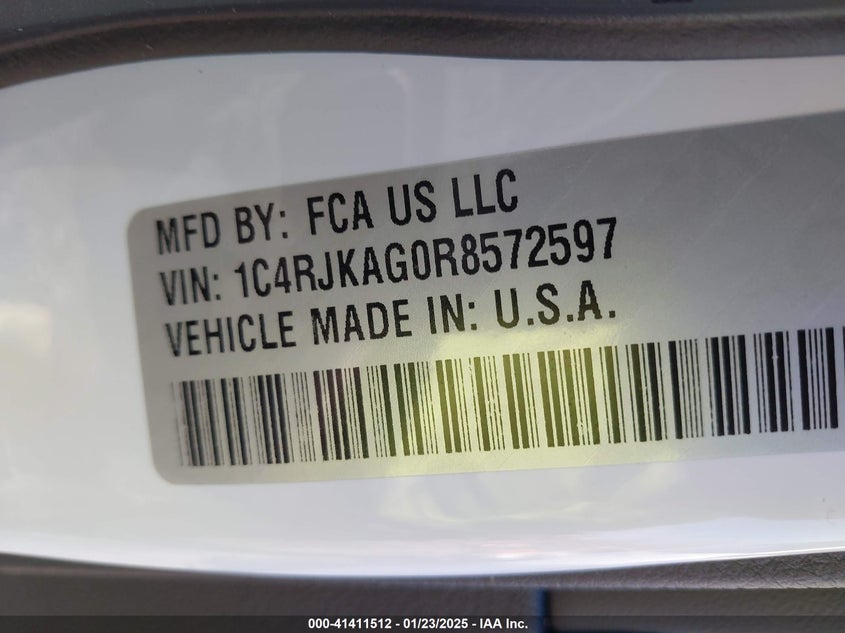 MFD BY: FCA US LLC
VIN: 1C4RJKAG0R8572597
VEHICLE MADE IN: U.S.A.
000-41411512 - 01/23/2025 - IAA Inc.